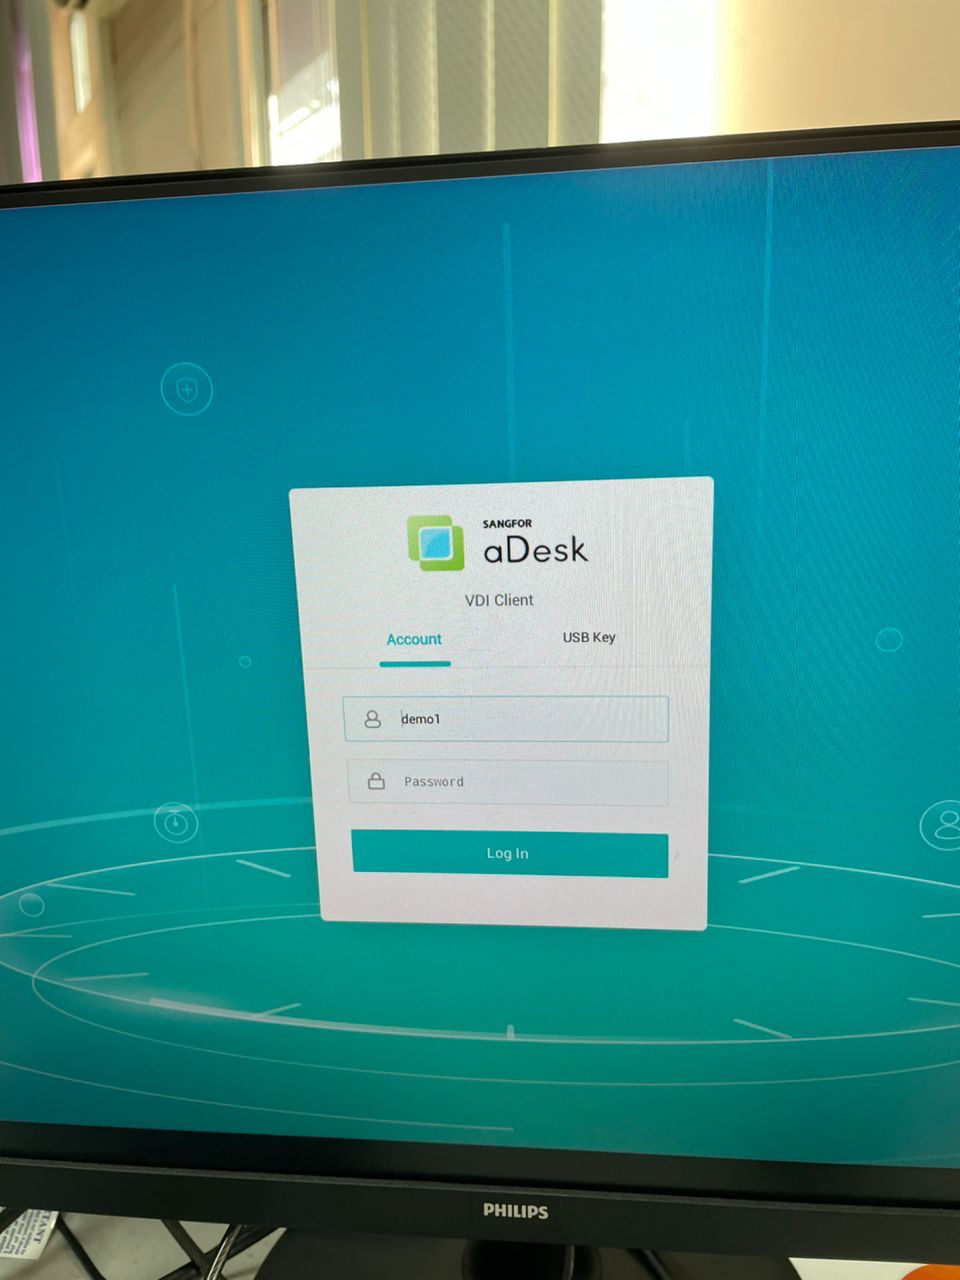 SANGFOR
aDesk
VDI Client
Account
USB Key
demo1
Password
Log In
PHILIPS